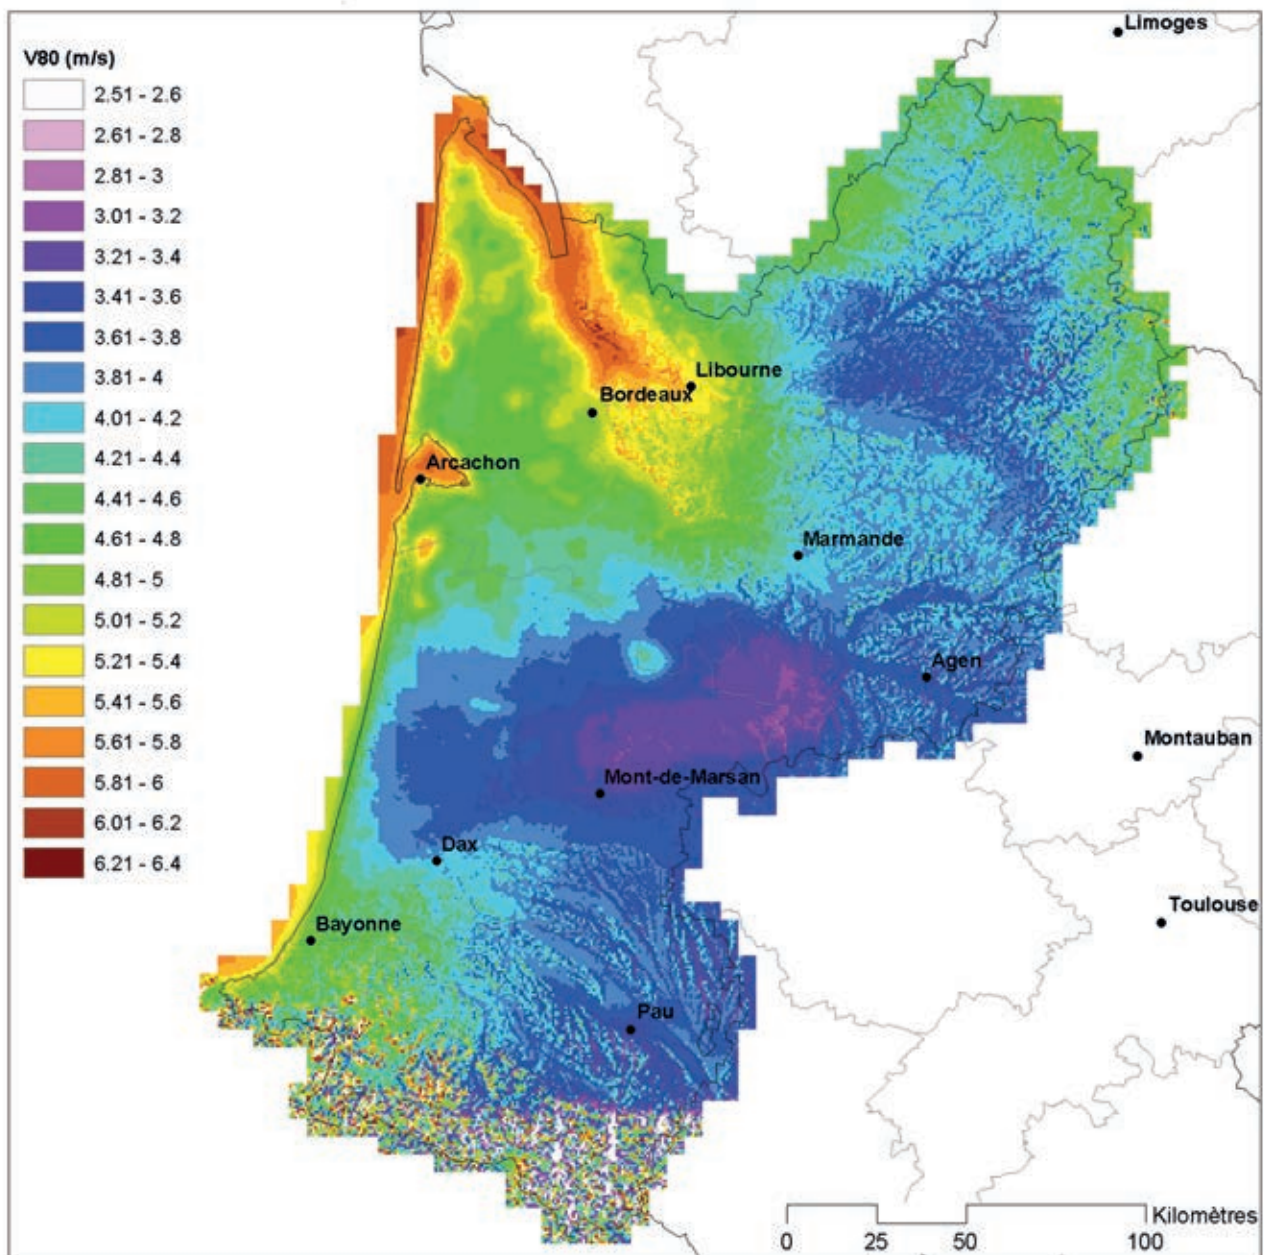 Limoges
V80 (m/s)
2.51 - 2.6
2.61 - 2.8
2.81 - 3
3.01 - 3.2
3.21 - 3.4
3.41 - 3.6
3.61 - 3.8
3.81 - 4
4.01 - 4.2
4.21 - 4.4
4.41 - 4.6
4.61 - 4.8
4.81 - 5
5.01 - 5.2
5.21 - 5.4
5.41 - 5.6
5.61 - 5.8
5.81 - 6
6.01 - 6.2
6.21 - 6.4
Libourne
Bordeaux
Arcachon
Marmande
Agen
Montauban
Mont-de-Marsan
Dax
Toulouse
Bayonne
Pau
Kilomètres
0 25 50 100